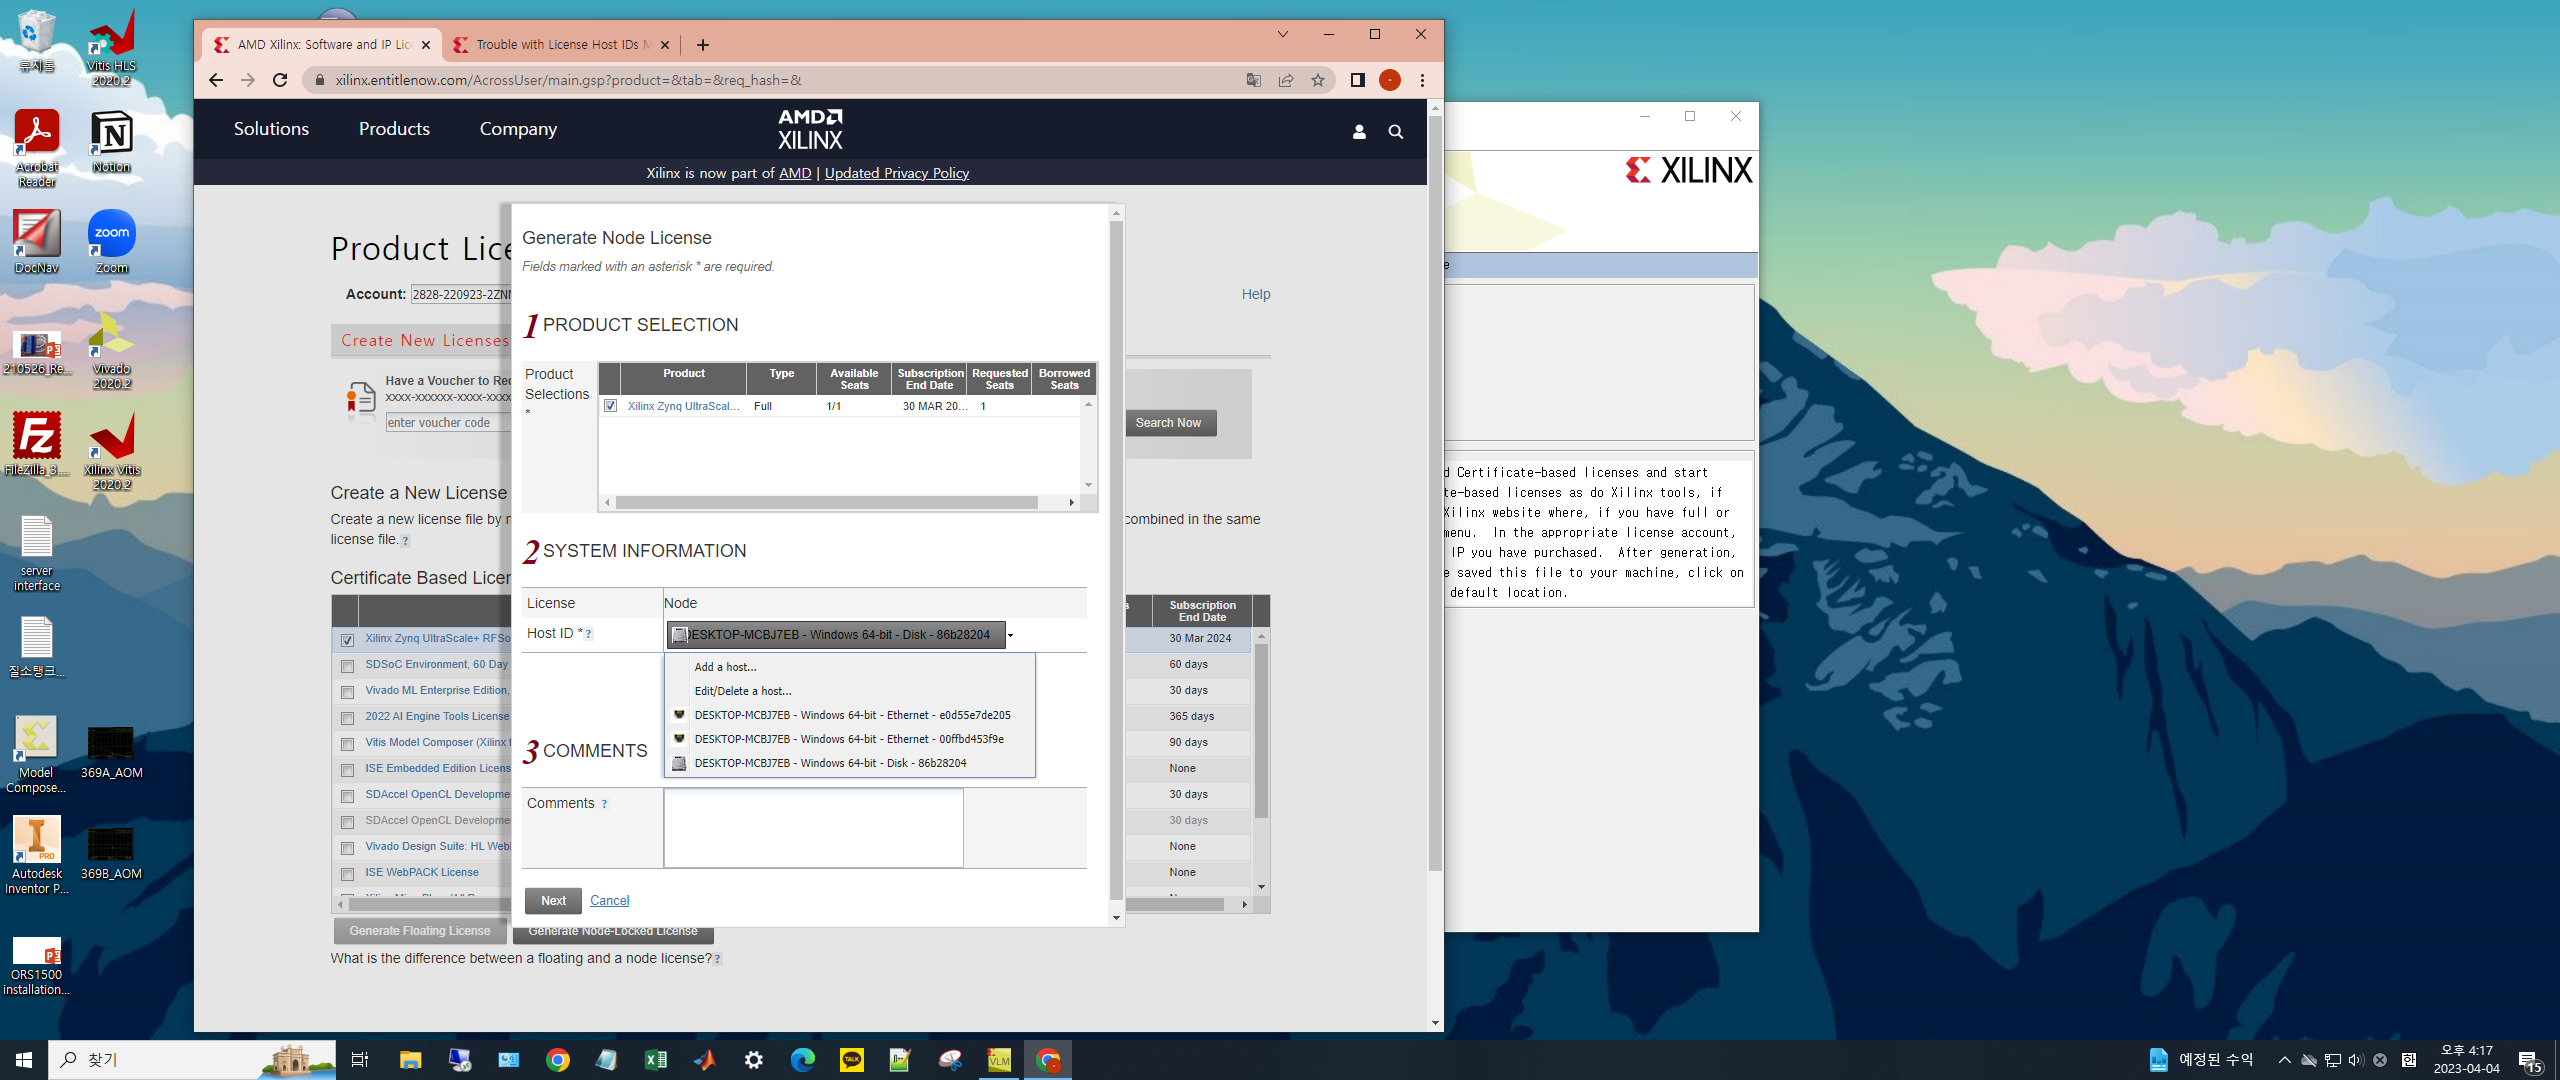 휴지통
Vitis HLS
2020.2
Acrobat
Reader
Notion
DocNav
Zoom
zoom
210526_Re...
Vivado
2020.2
FileZilla_3....
Xilinx Vitis
2020.2
server
interface
질소탱크...
Model
Compose...
369A_AOM
Autodesk
Inventor P...
369B_AOM
PRO
ORS1500
installation...
AMD Xilinx: Software and IP Lice
Trouble with License Host IDs M
xilinx.entitlenow.com/AcrossUser/main.gsp?product=&tab=&req_hash=&
Solutions
Products
Company
AMD
XILINX
Xilinx is now part of AMD | Updated Privacy Policy
Product Lice
Account: 2828-220923-2ZNN
Help
Create New Licenses
Have a Voucher to Rec
xxxx-xxxxxx-xxxx-xxxx
enter voucher code
Search Now
Create a New License
Create a new license file by m
combined in the same
license file. ?
Certificate Based Licen
Subscription
End Date
Xilinx Zynq UltraScale+ RFSo
30 Mar 2024
SDSoC Environment, 60 Day
60 days
Vivado ML Enterprise Edition,
30 days
2022 AI Engine Tools License
365 days
Vitis Model Composer (Xilinx t
90 days
ISE Embedded Edition Licens
None
SDAccel OpenCL Developme
30 days
SDAccel OpenCL Developme
30 days
Vivado Design Suite: HL Web
None
ISE WebPACK License
None
Generate Floating License
Generate Node-Locked License
What is the difference between a floating and a node license? ?
Generate Node License
Fields marked with an asterisk * are required.
1 PRODUCT SELECTION
Product
Selections
*
Product
Type
Available
Seats
Subscription
End Date
Requested
Seats
Borrowed
Seats
Xilinx Zynq UltraScal...
Full
1/1
30 MAR 20...
1
2 SYSTEM INFORMATION
License
Node
Host ID * ?
DESKTOP-MCBJ7EB - Windows 64-bit - Disk - 86b28204
Add a host...
Edit/Delete a host...
DESKTOP-MCBJ7EB - Windows 64-bit - Ethernet - e0d55e7de205
DESKTOP-MCBJ7EB - Windows 64-bit - Ethernet - 00ffbd453f9e
DESKTOP-MCBJ7EB - Windows 64-bit - Disk - 86b28204
3 COMMENTS
Comments ?
Next
Cancel
XILINX
e
d Certificate-based licenses and start
te-based licenses as do Xilinx tools, if
Xilinx website where, if you have full or
menu.  In the appropriate license account,
IP you have purchased.  After generation,
e saved this file to your machine, click on
default location.
찾기
TALK
VLM
예정된 수익
한
오후 4:17
2023-04-04
15